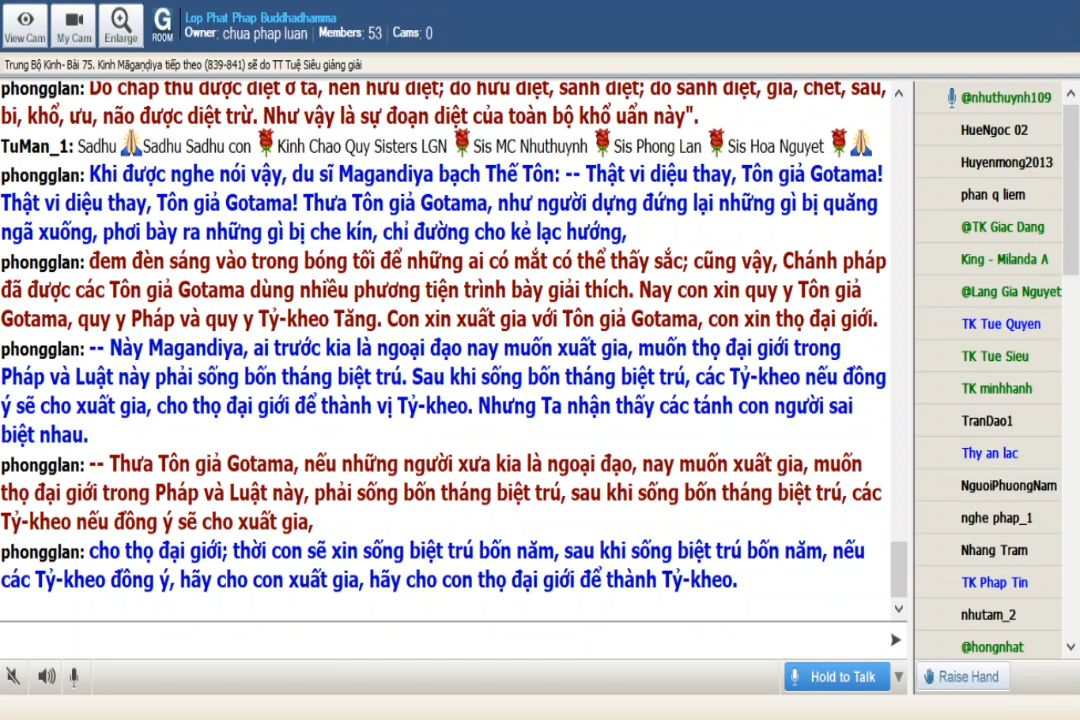 Lop Phat Phap Buddhadhamma
View Cam My Cam Enlarge G ROOM Owner: chua phap luan Members: 53 Cams: 0
Trung Bộ Kinh- Bài 75. Kinh Māgaṇḍiya tiếp theo (839-841) sẽ do TT Tuệ Siêu giảng giải
phongglan: Do chấp thủ được diệt ở ta, nên hữu diệt; do hữu diệt, sanh diệt; do sanh diệt, già, chết, sầu,
bi, khổ, ưu, não được diệt trừ. Như vậy là sự đoạn diệt của toàn bộ khổ uẩn này".
TuMan_1: Sadhu Sadhu Sadhu con Kinh Chao Quy Sisters LGN Sis MC Nhuthuynh Sis Phong Lan Sis Hoa Nguyet
phongglan: Khi được nghe nói vậy, du sĩ Magandiya bạch Thế Tôn: -- Thật vi diệu thay, Tôn giả Gotama!
Thật vi diệu thay, Tôn giả Gotama! Thưa Tôn giả Gotama, như người dựng đứng lại những gì bị quăng
ngã xuống, phơi bày ra những gì bị che kín, chỉ đường cho kẻ lạc hướng,
phongglan: đem đèn sáng vào trong bóng tối để những ai có mắt có thể thấy sắc; cũng vậy, Chánh pháp
đã được các Tôn giả Gotama dùng nhiều phương tiện trình bày giải thích. Nay con xin quy y Tôn giả
Gotama, quy y Pháp và quy y Tỷ-kheo Tăng. Con xin xuất gia với Tôn giả Gotama, con xin thọ đại giới.
phongglan: -- Này Magandiya, ai trước kia là ngoại đạo nay muốn xuất gia, muốn thọ đại giới trong
Pháp và Luật này phải sống bốn tháng biệt trú. Sau khi sống bốn tháng biệt trú, các Tỷ-kheo nếu đồng
ý sẽ cho xuất gia, cho thọ đại giới để thành vị Tỷ-kheo. Nhưng Ta nhận thấy các tánh con người sai
biệt nhau.
phongglan: -- Thưa Tôn giả Gotama, nếu những người xưa kia là ngoại đạo, nay muốn xuất gia, muốn
thọ đại giới trong Pháp và Luật này, phải sống bốn tháng biệt trú, sau khi sống bốn tháng biệt trú, các
Tỷ-kheo nếu đồng ý sẽ cho xuất gia,
phongglan: cho thọ đại giới; thời con sẽ xin sống biệt trú bốn năm, sau khi sống biệt trú bốn năm, nếu
các Tỷ-kheo đồng ý, hãy cho con xuất gia, hãy cho con thọ đại giới để thành Tỷ-kheo.
@nhuthuynh109
HueNgoc 02
Huyenmong2013
phan q liem
@TK Giac Dang
King - Milanda A
@Lang Gia Nguyet
TK Tue Quyen
TK Tue Sieu
TK minhhanh
TranDao1
Thy an lac
NguoiPhuongNam
nghe phap_1
Nhang Tram
TK Phap Tin
nhutam_2
@hongnhat
Hold to Talk
Raise Hand